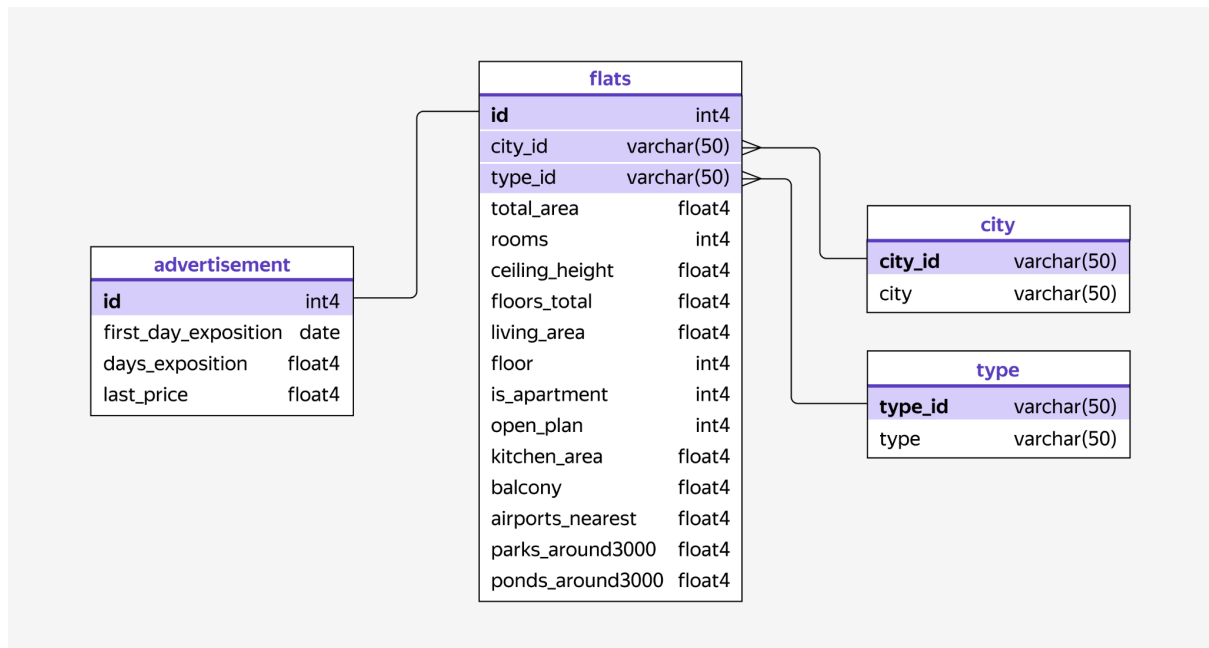 flats
id int4
city_id varchar(50)
type_id varchar(50)
total_area float4
rooms int4
ceiling_height float4
floors_total float4
living_area float4
floor int4
is_apartment int4
open_plan int4
kitchen_area float4
balcony float4
airports_nearest float4
parks_around3000 float4
ponds_around3000 float4
advertisement
id int4
first_day_exposition date
days_exposition float4
last_price float4
city
city_id varchar(50)
city varchar(50)
type
type_id varchar(50)
type varchar(50)